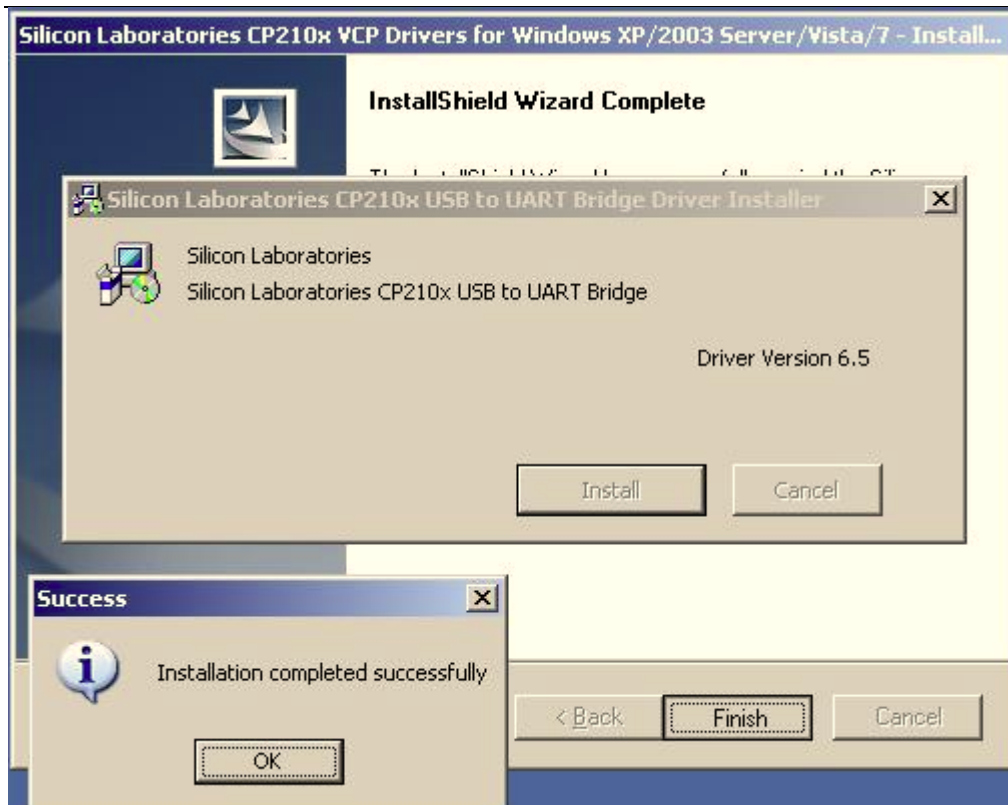 Silicon Laboratories CP210x VCP Drivers for Windows XP/2003 Server/Vista/7 - Install...
InstallShield Wizard Complete
Silicon Laboratories CP210x USB to UART Bridge Driver Installer
Silicon Laboratories
Silicon Laboratories CP210x USB to UART Bridge
Driver Version 6.5
Install
Cancel
Success
Installation completed successfully
OK
< Back
Finish
Cancel